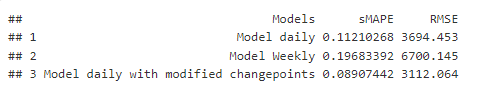 ## Models sMAPE RMSE
## 1 Model daily 0.11210268 3694.453
## 2 Model Weekly 0.19683392 6700.145
## 3 Model daily with modified changepoints 0.08907442 3112.064